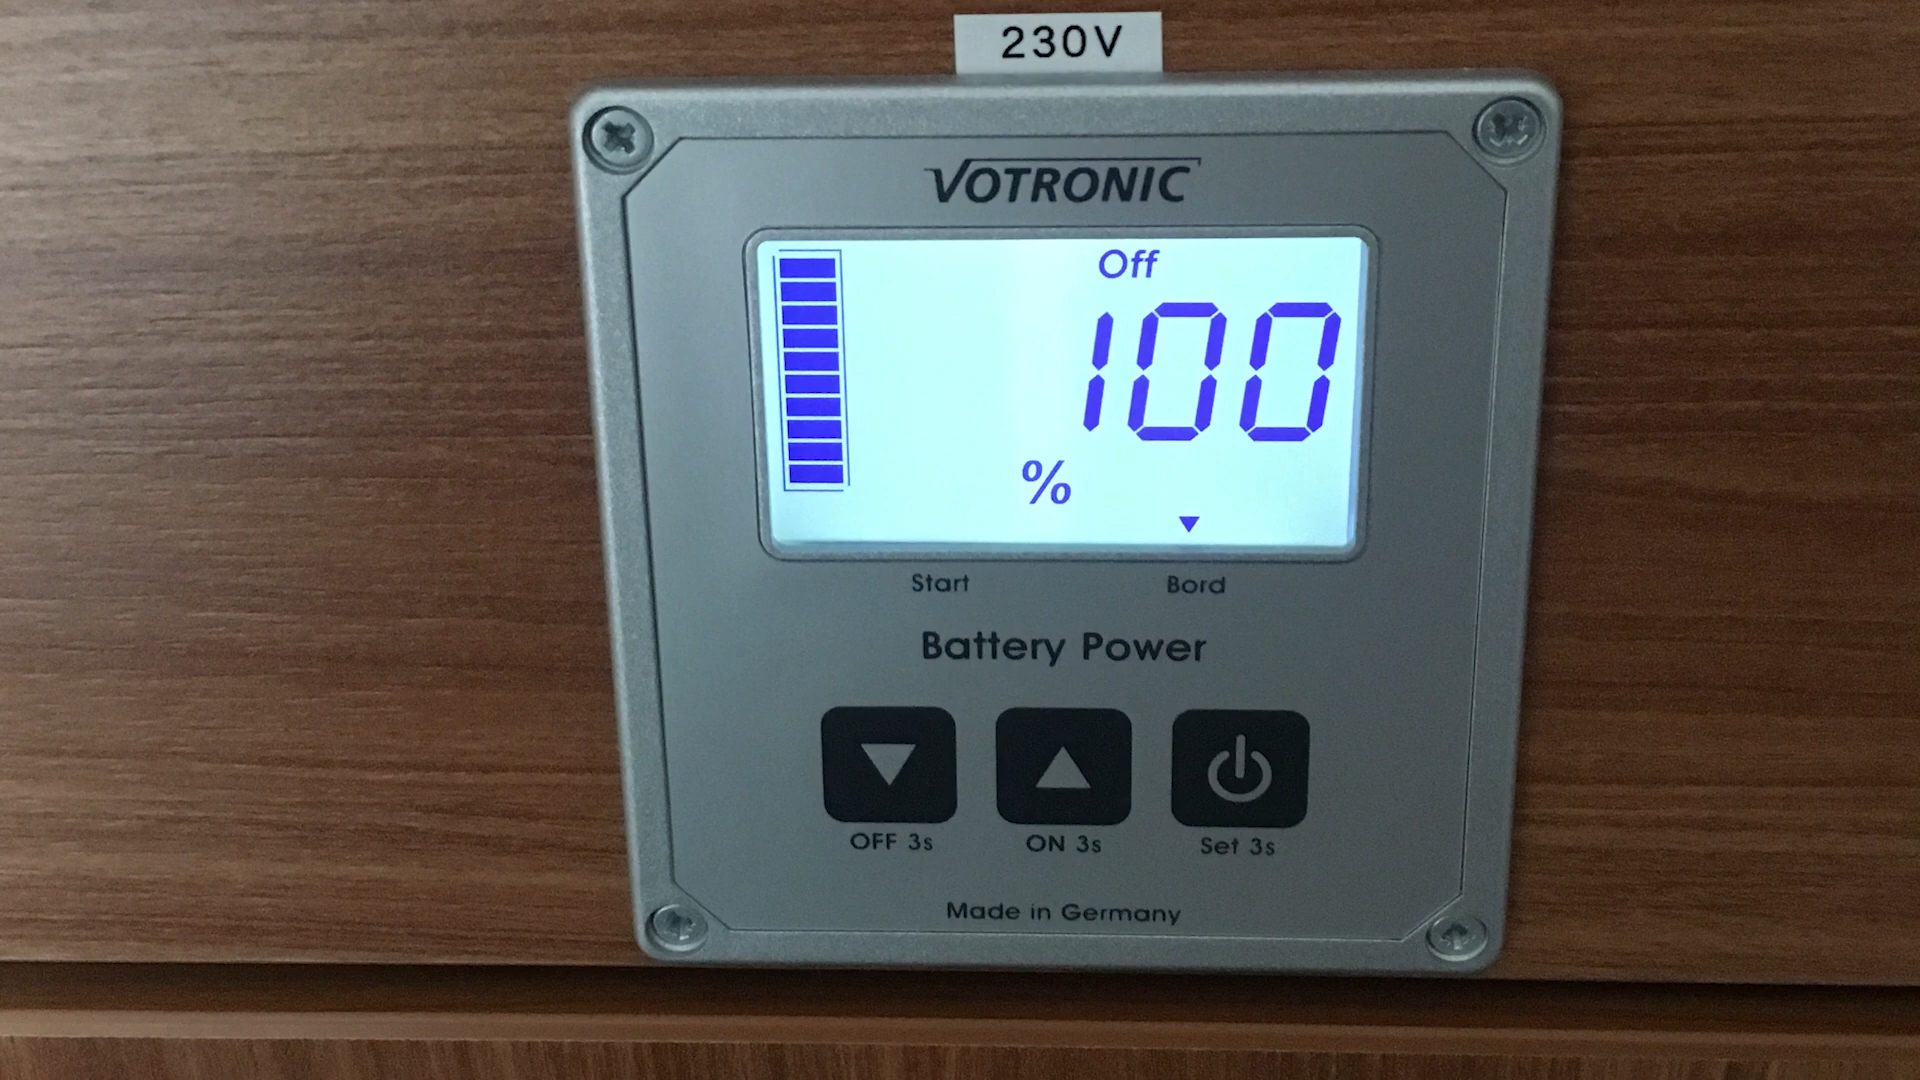 230V
VOTRONIC
Off
100
%
Start Bord
Battery Power
OFF 3s ON 3s Set 3s
Made in Germany